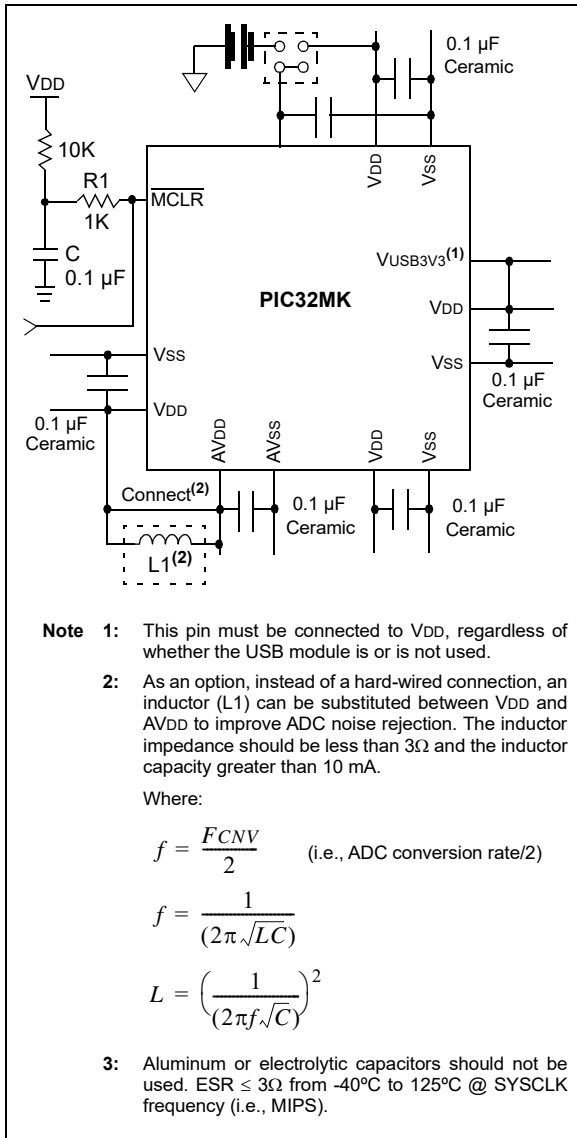 0.1 µF
Ceramic
VDD
10K
R1
1K
MCLR
C
0.1 µF
VDD
VSS
VUSB3V3(1)
PIC32MK
VDD
VSS
0.1 µF
Ceramic
VSS
VDD
0.1 µF
Ceramic
AVDD
AVSS
VDD
VSS
Connect(2)
L1(2)
0.1 µF
Ceramic
0.1 µF
Ceramic
Note 1: This pin must be connected to VDD, regardless of
whether the USB module is or is not used.
2: As an option, instead of a hard-wired connection, an
inductor (L1) can be substituted between VDD and
AVDD to improve ADC noise rejection. The inductor
impedance should be less than 3Ω and the inductor
capacity greater than 10 mA.
Where:
f = FCNV / 2 (i.e., ADC conversion rate/2)
f = 1 / (2π√LC)
L = (1 / (2πf√C))²
3: Aluminum or electrolytic capacitors should not be
used. ESR ≤ 3Ω from -40ºC to 125ºC @ SYSCLK
frequency (i.e., MIPS).